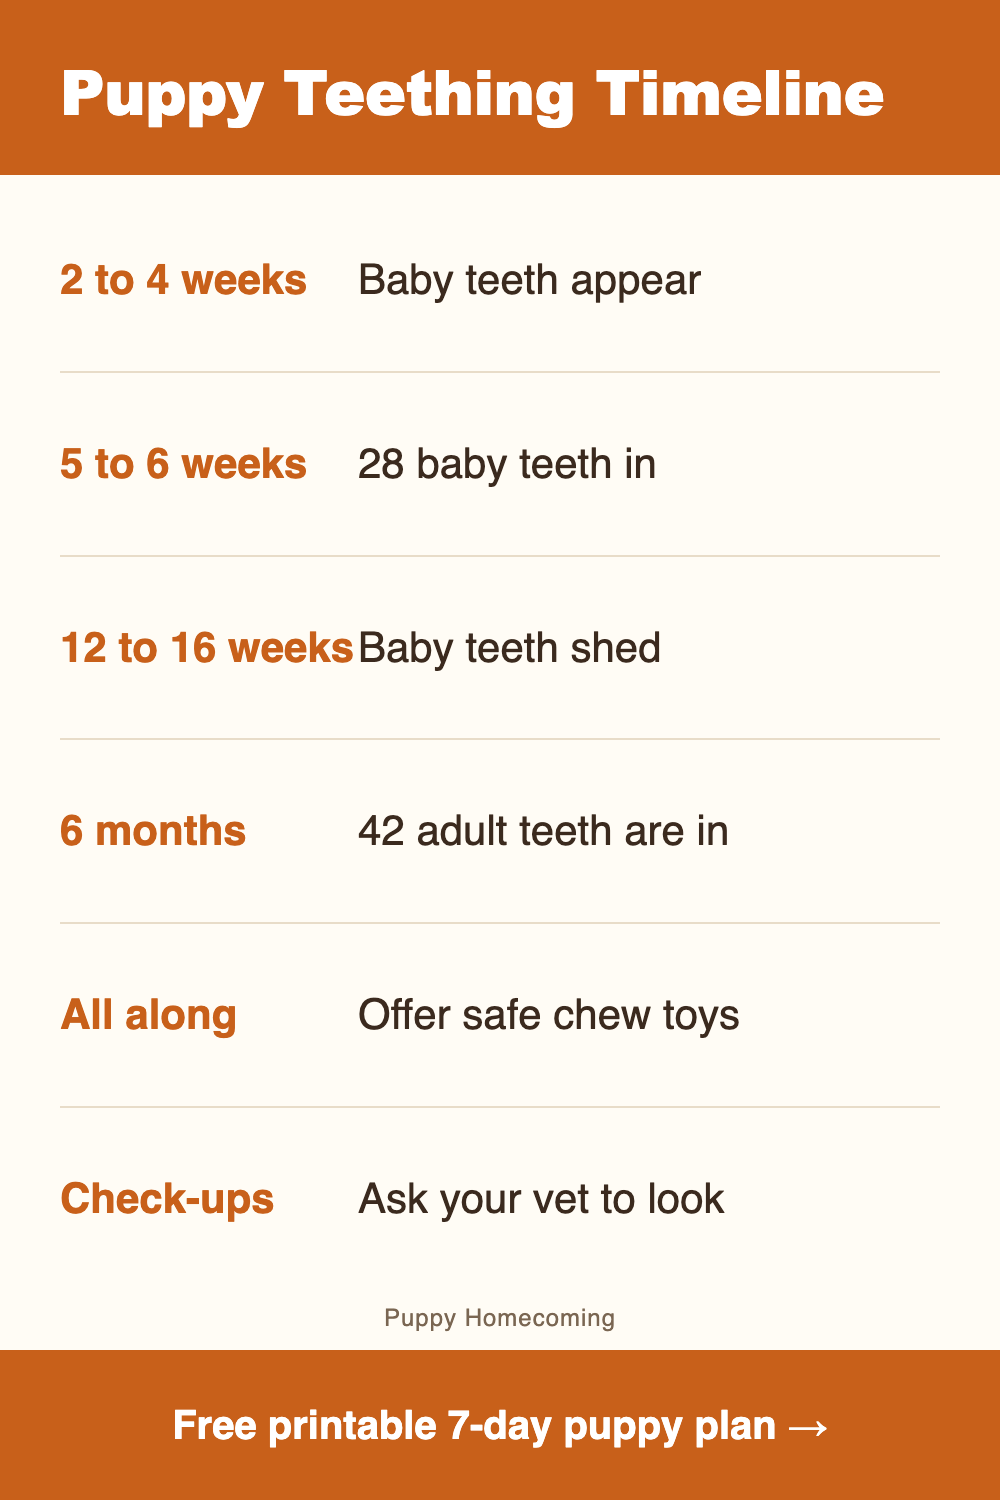 Puppy Teething Timeline
2 to 4 weeks Baby teeth appear
5 to 6 weeks 28 baby teeth in
12 to 16 weeks Baby teeth shed
6 months 42 adult teeth are in
All along Offer safe chew toys
Check-ups Ask your vet to look
Puppy Homecoming
Free printable 7-day puppy plan →